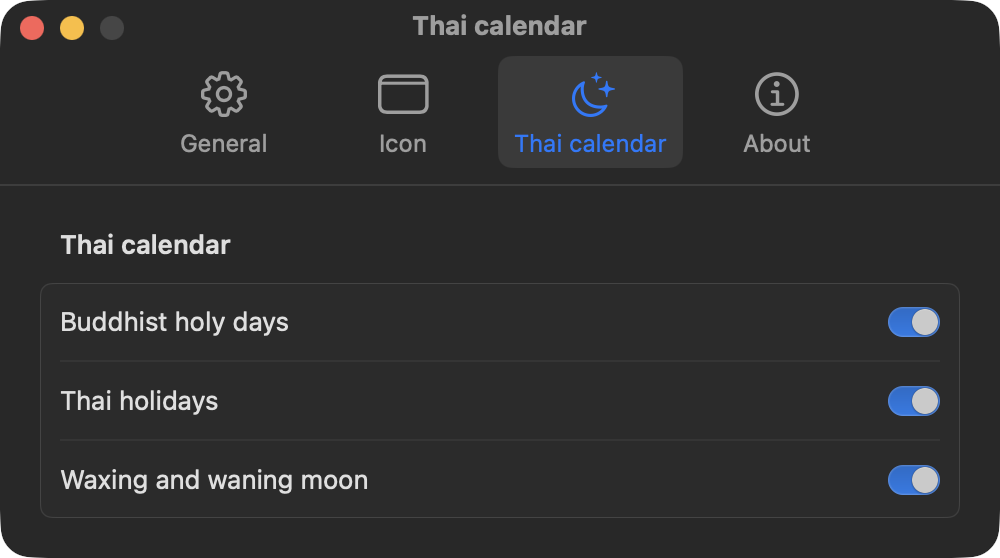 Thai calendar
General
Icon
Thai calendar
About
Thai calendar
Buddhist holy days
Thai holidays
Waxing and waning moon